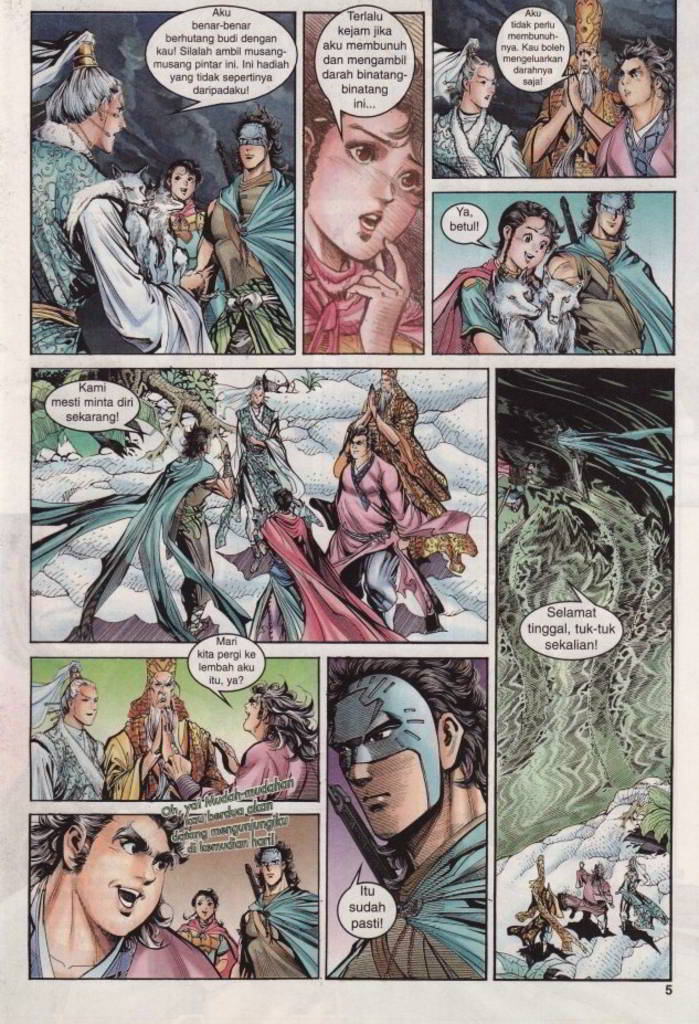 Aku
benar-benar
berhutang budi dengan
kau! Silalah ambil musang-
musang pintar ini. Ini hadiah
yang tidak sepertinya
daripadaku!
Terlalu
kejam jika
aku membunuh
dan mengambil
darah binatang-
binatang
ini...
Aku
tidak perlu
membunuh-
nya. Kau boleh
mengeluarkan
darahnya
saja!
Ya,
betul!
Kami
mesti minta diri
sekarang!
Mari
kita pergi ke
lembah aku
itu, ya?
Oh, ya! Mudah-mudahan
kau berdua akan
datang mengunjungiku
di kemudian hari!
Itu
sudah
pasti!
Selamat
tinggal, tuk-tuk
sekalian!
5